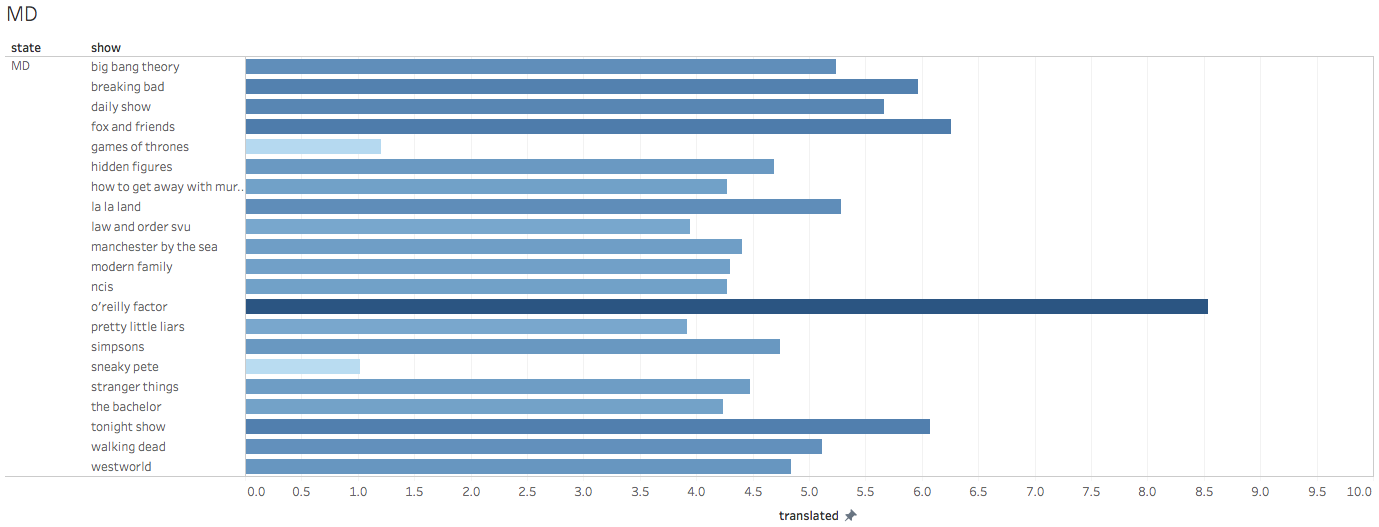 MD
state show
MD big bang theory
breaking bad
daily show
fox and friends
games of thrones
hidden figures
how to get away with mur..
la la land
law and order svu
manchester by the sea
modern family
ncis
o'reilly factor
pretty little liars
simpsons
sneaky pete
stranger things
the bachelor
tonight show
walking dead
westworld
0.0 0.5 1.0 1.5 2.0 2.5 3.0 3.5 4.0 4.5 5.0 5.5 6.0 6.5 7.0 7.5 8.0 8.5 9.0 9.5 10.0
translated